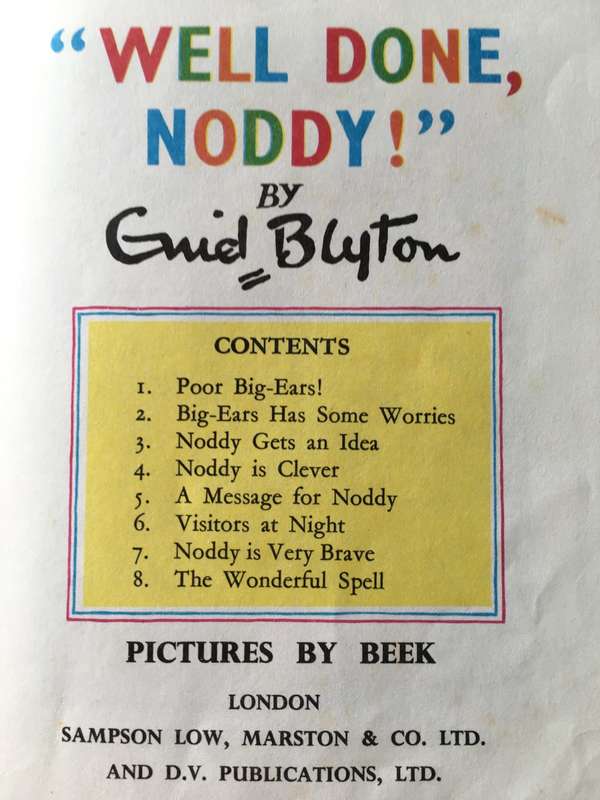 “WELL DONE,
NODDY!”
BY
Enid Blyton
CONTENTS
1. Poor Big-Ears!
2. Big-Ears Has Some Worries
3. Noddy Gets an Idea
4. Noddy is Clever
5. A Message for Noddy
6. Visitors at Night
7. Noddy is Very Brave
8. The Wonderful Spell
PICTURES BY BEEK
LONDON
SAMPSON LOW, MARSTON & CO. LTD.
AND D.V. PUBLICATIONS, LTD.